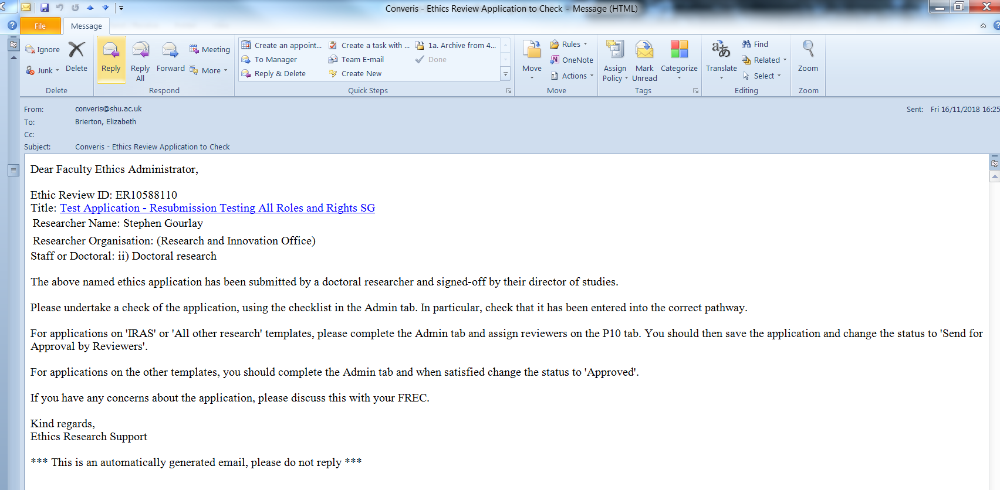 Converis - Ethics Review Application to Check - Message (HTML)
File
Message
Ignore
Junk
Delete
Delete
Reply
Reply All
Forward
Meeting
More
Respond
Create an appoint...
To Manager
Reply & Delete
Create a task with ...
Team E-mail
Create New
1a. Archive from 4...
Done
Quick Steps
Move
Rules
OneNote
Actions
Move
Assign Policy
Mark Unread
Categorize
Tags
Translate
Find
Related
Select
Editing
Zoom
Zoom
From: converis@shu.ac.uk
Sent: Fri 16/11/2018 16:25
To: Brierton, Elizabeth
Cc:
Subject: Converis - Ethics Review Application to Check
Dear Faculty Ethics Administrator,
Ethic Review ID: ER10588110
Title: Test Application - Resubmission Testing All Roles and Rights SG
Researcher Name: Stephen Gourlay
Researcher Organisation: (Research and Innovation Office)
Staff or Doctoral: ii) Doctoral research
The above named ethics application has been submitted by a doctoral researcher and signed-off by their director of studies.
Please undertake a check of the application, using the checklist in the Admin tab. In particular, check that it has been entered into the correct pathway.
For applications on 'IRAS' or 'All other research' templates, please complete the Admin tab and assign reviewers on the P10 tab. You should then save the application and change the status to 'Send for
Approval by Reviewers'.
For applications on the other templates, you should complete the Admin tab and when satisfied change the status to 'Approved'.
If you have any concerns about the application, please discuss this with your FREC.
Kind regards,
Ethics Research Support
*** This is an automatically generated email, please do not reply ***